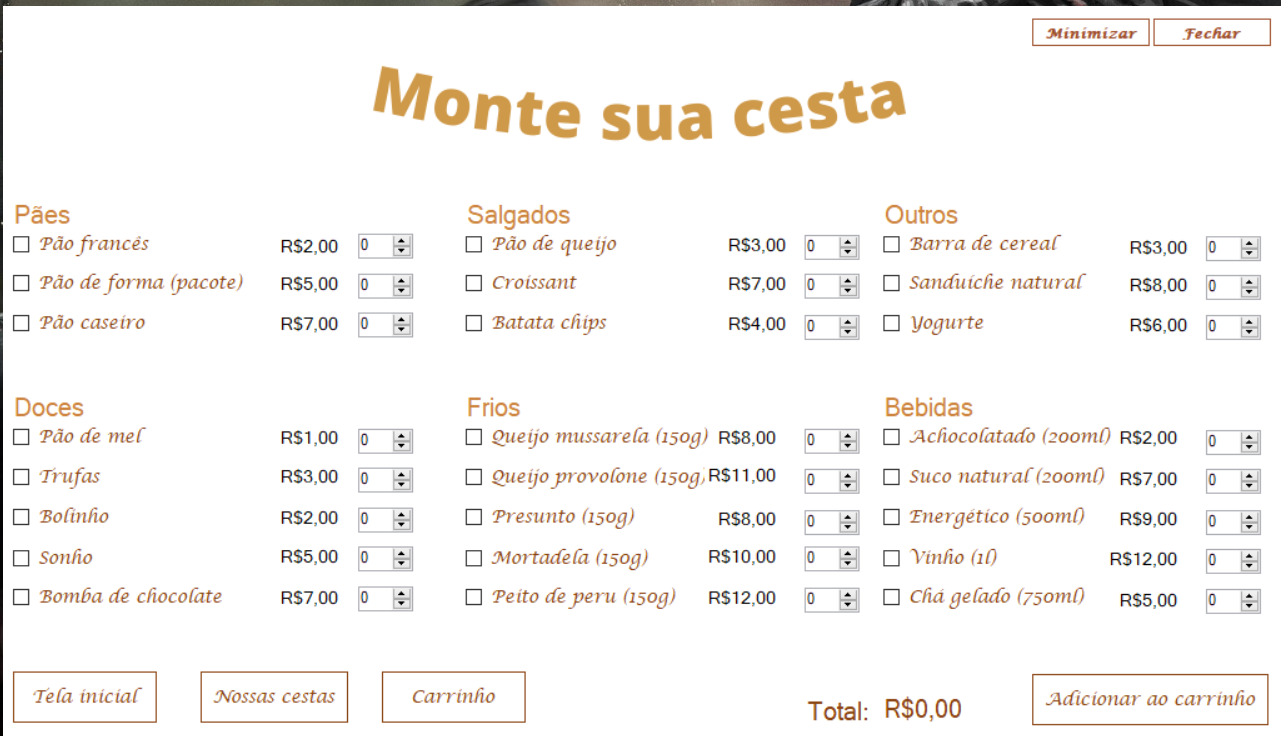 Minimizar Fechar
Monte sua cesta
Pães
Pão francês R$2,00 0
Pão de forma (pacote) R$5,00 0
Pão caseiro R$7,00 0
Salgados
Pão de queijo R$3,00 0
Croissant R$7,00 0
Batata chips R$4,00 0
Outros
Barra de cereal R$3,00 0
Sanduíche natural R$8,00 0
Yogurte R$6,00 0
Doces
Pão de mel R$1,00 0
Trufas R$3,00 0
Bolinho R$2,00 0
Sonho R$5,00 0
Bomba de chocolate R$7,00 0
Frios
Queijo mussarela (150g) R$8,00 0
Queijo provolone (150g) R$11,00 0
Presunto (150g) R$8,00 0
Mortadela (150g) R$10,00 0
Peito de peru (150g) R$12,00 0
Bebidas
Achocolatado (200ml) R$2,00 0
Suco natural (200ml) R$7,00 0
Energético (500ml) R$9,00 0
Vinho (1l) R$12,00 0
Chá gelado (750ml) R$5,00 0
Tela inicial Nossas cestas Carrinho
Total: R$0,00
Adicionar ao carrinho